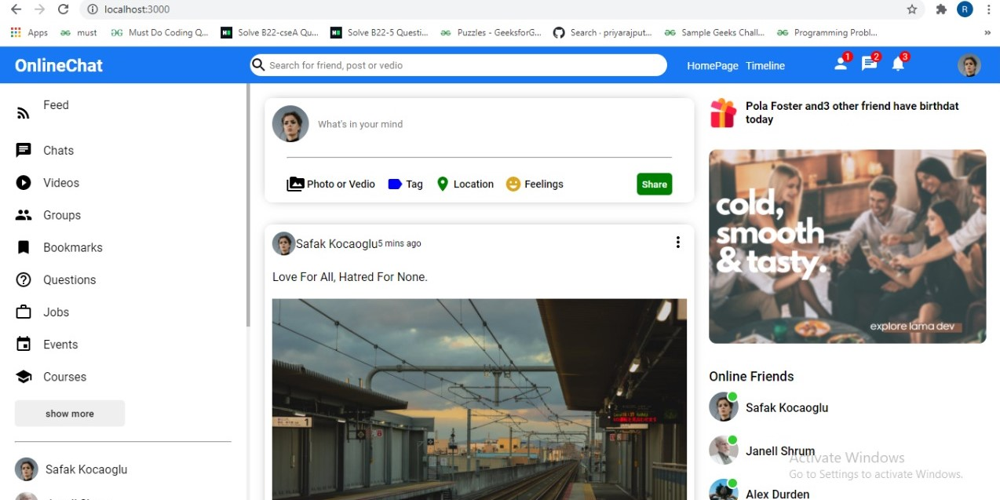 localhost:3000
R
Apps must Must Do Coding Q... Solve B22-cseA Qu... Solve B22-5 Questi... Puzzles - GeeksforG... Search · priyarajput... Sample Geeks Chall... Programming Probl... »
OnlineChat
Search for friend, post or vedio
HomePage Timeline
1 2 3
Feed
Chats
Videos
Groups
Bookmarks
Questions
Jobs
Events
Courses
show more
Safak Kocaoglu
What's in your mind
Photo or Vedio Tag Location Feelings Share
Safak Kocaoglu5 mins ago
Love For All, Hatred For None.
1
Pola Foster and3 other friend have birthdat
today
cold,
smooth
& tasty.
explore lama dev
Online Friends
Safak Kocaoglu
Janell Shrum
Alex Durden
Activate Windows
Go to Settings to activate Windows.